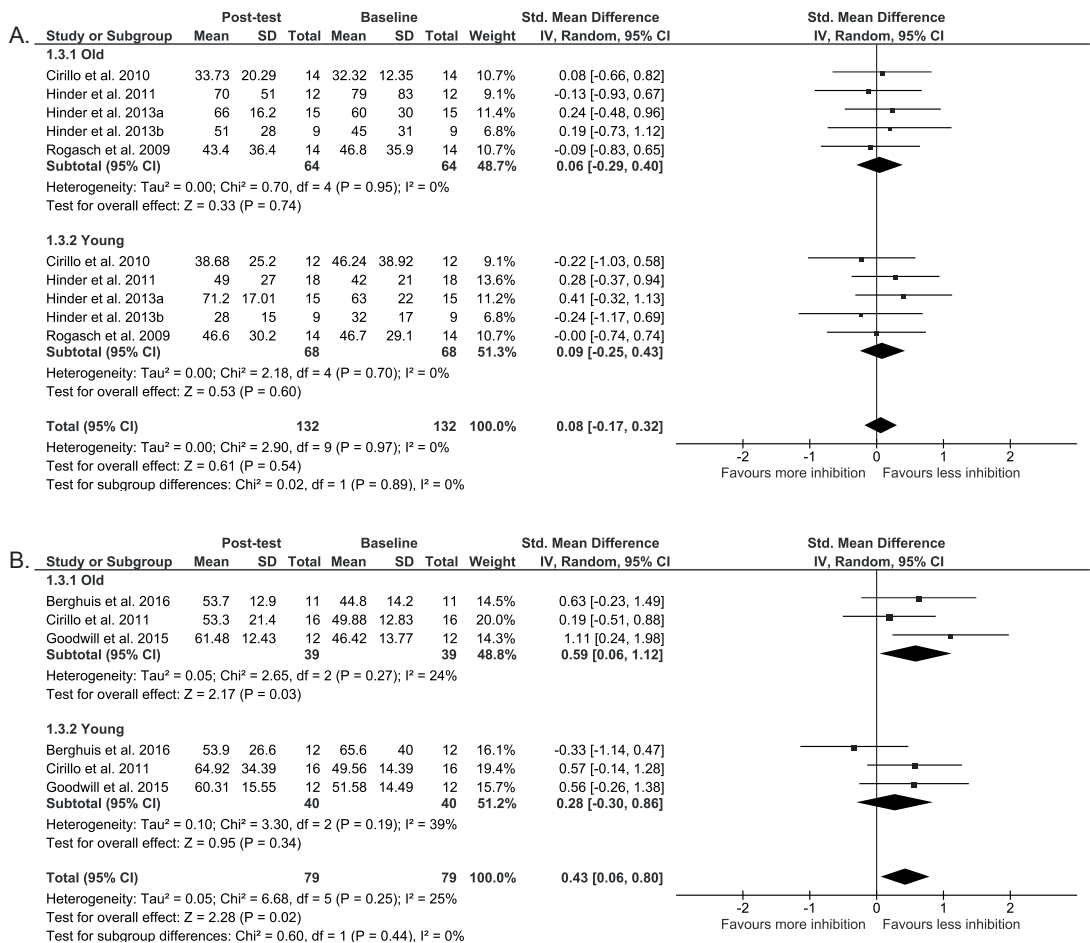 Post-test Baseline Std. Mean Difference Std. Mean Difference
A. Study or Subgroup Mean SD Total Mean SD Total Weight IV, Random, 95% CI IV, Random, 95% CI
1.3.1 Old
Cirillo et al. 2010 33.73 20.29 14 32.32 12.35 14 10.7% 0.08 [-0.66, 0.82]
Hinder et al. 2011 70 51 12 79 83 12 9.1% -0.13 [-0.93, 0.67]
Hinder et al. 2013a 66 16.2 15 60 30 15 11.4% 0.24 [-0.48, 0.96]
Hinder et al. 2013b 51 28 9 45 31 9 6.8% 0.19 [-0.73, 1.12]
Rogasch et al. 2009 43.4 36.4 14 46.8 35.9 14 10.7% -0.09 [-0.83, 0.65]
Subtotal (95% CI) 64 64 48.7% 0.06 [-0.29, 0.40]
Heterogeneity: Tau² = 0.00; Chi² = 0.70, df = 4 (P = 0.95); I² = 0%
Test for overall effect: Z = 0.33 (P = 0.74)
1.3.2 Young
Cirillo et al. 2010 38.68 25.2 12 46.24 38.92 12 9.1% -0.22 [-1.03, 0.58]
Hinder et al. 2011 49 27 18 42 21 18 13.6% 0.28 [-0.37, 0.94]
Hinder et al. 2013a 71.2 17.01 15 63 22 15 11.2% 0.41 [-0.32, 1.13]
Hinder et al. 2013b 28 15 9 32 17 9 6.8% -0.24 [-1.17, 0.69]
Rogasch et al. 2009 46.6 30.2 14 46.7 29.1 14 10.7% -0.00 [-0.74, 0.74]
Subtotal (95% CI) 68 68 51.3% 0.09 [-0.25, 0.43]
Heterogeneity: Tau² = 0.00; Chi² = 2.18, df = 4 (P = 0.70); I² = 0%
Test for overall effect: Z = 0.53 (P = 0.60)
Total (95% CI) 132 132 100.0% 0.08 [-0.17, 0.32]
Heterogeneity: Tau² = 0.00; Chi² = 2.90, df = 9 (P = 0.97); I² = 0%
Test for overall effect: Z = 0.61 (P = 0.54)
Test for subgroup differences: Chi² = 0.02, df = 1 (P = 0.89), I² = 0%
-2 -1 0 1 2
Favours more inhibition Favours less inhibition
Post-test Baseline Std. Mean Difference Std. Mean Difference
B. Study or Subgroup Mean SD Total Mean SD Total Weight IV, Random, 95% CI IV, Random, 95% CI
1.3.1 Old
Berghuis et al. 2016 53.7 12.9 11 44.8 14.2 11 14.5% 0.63 [-0.23, 1.49]
Cirillo et al. 2011 53.3 21.4 16 49.88 12.83 16 20.0% 0.19 [-0.51, 0.88]
Goodwill et al. 2015 61.48 12.43 12 46.42 13.77 12 14.3% 1.11 [0.24, 1.98]
Subtotal (95% CI) 39 39 48.8% 0.59 [0.06, 1.12]
Heterogeneity: Tau² = 0.05; Chi² = 2.65, df = 2 (P = 0.27); I² = 24%
Test for overall effect: Z = 2.17 (P = 0.03)
1.3.2 Young
Berghuis et al. 2016 53.9 26.6 12 65.6 40 12 16.1% -0.33 [-1.14, 0.47]
Cirillo et al. 2011 64.92 34.39 16 49.56 14.39 16 19.4% 0.57 [-0.14, 1.28]
Goodwill et al. 2015 60.31 15.55 12 51.58 14.49 12 15.7% 0.56 [-0.26, 1.38]
Subtotal (95% CI) 40 40 51.2% 0.28 [-0.30, 0.86]
Heterogeneity: Tau² = 0.10; Chi² = 3.30, df = 2 (P = 0.19); I² = 39%
Test for overall effect: Z = 0.95 (P = 0.34)
Total (95% CI) 79 79 100.0% 0.43 [0.06, 0.80]
Heterogeneity: Tau² = 0.05; Chi² = 6.68, df = 5 (P = 0.25); I² = 25%
Test for overall effect: Z = 2.28 (P = 0.02)
Test for subgroup differences: Chi² = 0.60, df = 1 (P = 0.44), I² = 0%
-2 -1 0 1 2
Favours more inhibition Favours less inhibition